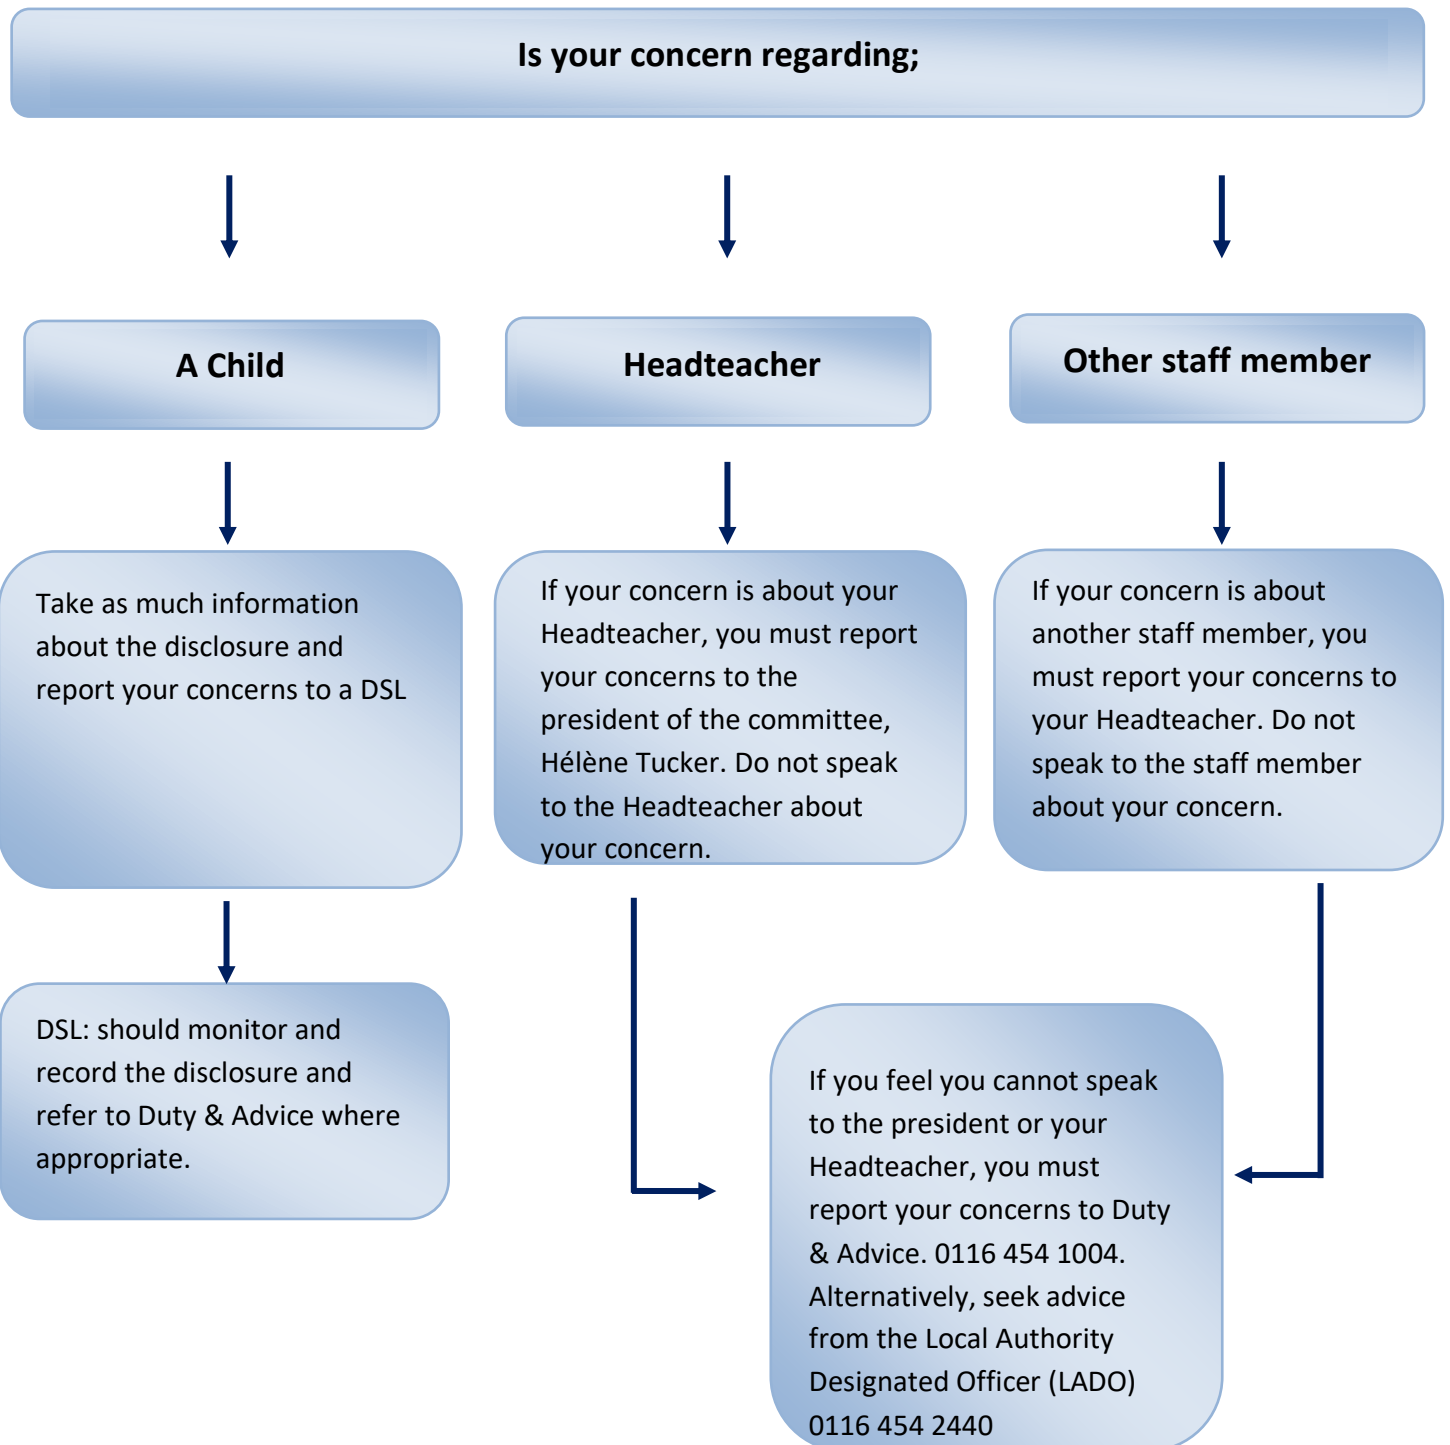 Is your concern regarding;
A Child
Headteacher
Other staff member
Take as much information
about the disclosure and
report your concerns to a DSL
If your concern is about your
Headteacher, you must report
your concerns to the
president of the committee,
Hélène Tucker. Do not speak
to the Headteacher about
your concern.
If your concern is about
another staff member, you
must report your concerns to
your Headteacher. Do not
speak to the staff member
about your concern.
DSL: should monitor and
record the disclosure and
refer to Duty & Advice where
appropriate.
If you feel you cannot speak
to the president or your
Headteacher, you must
report your concerns to Duty
& Advice. 0116 454 1004.
Alternatively, seek advice
from the Local Authority
Designated Officer (LADO)
0116 454 2440